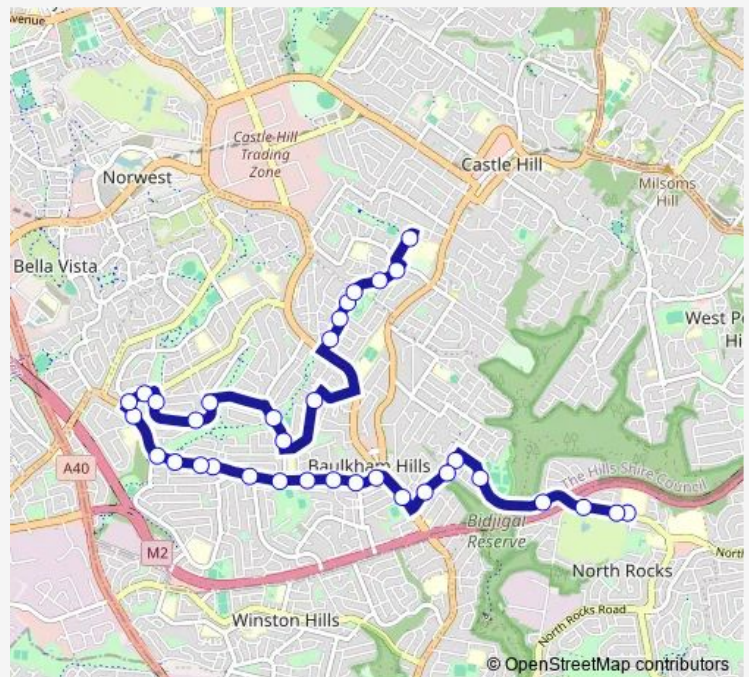 venue
Castle Hill
Trading
Zone
Castle Hill
Norwest
Milsoms
Hill
Bella Vista
West Pe
Hi
Baulkham Hills
A40
The Hills Shire Council
Bidjigal
Reserve
M2
North
North Rocks
Winston Hills
North Rocks Road
© OpenStreetMap contributors